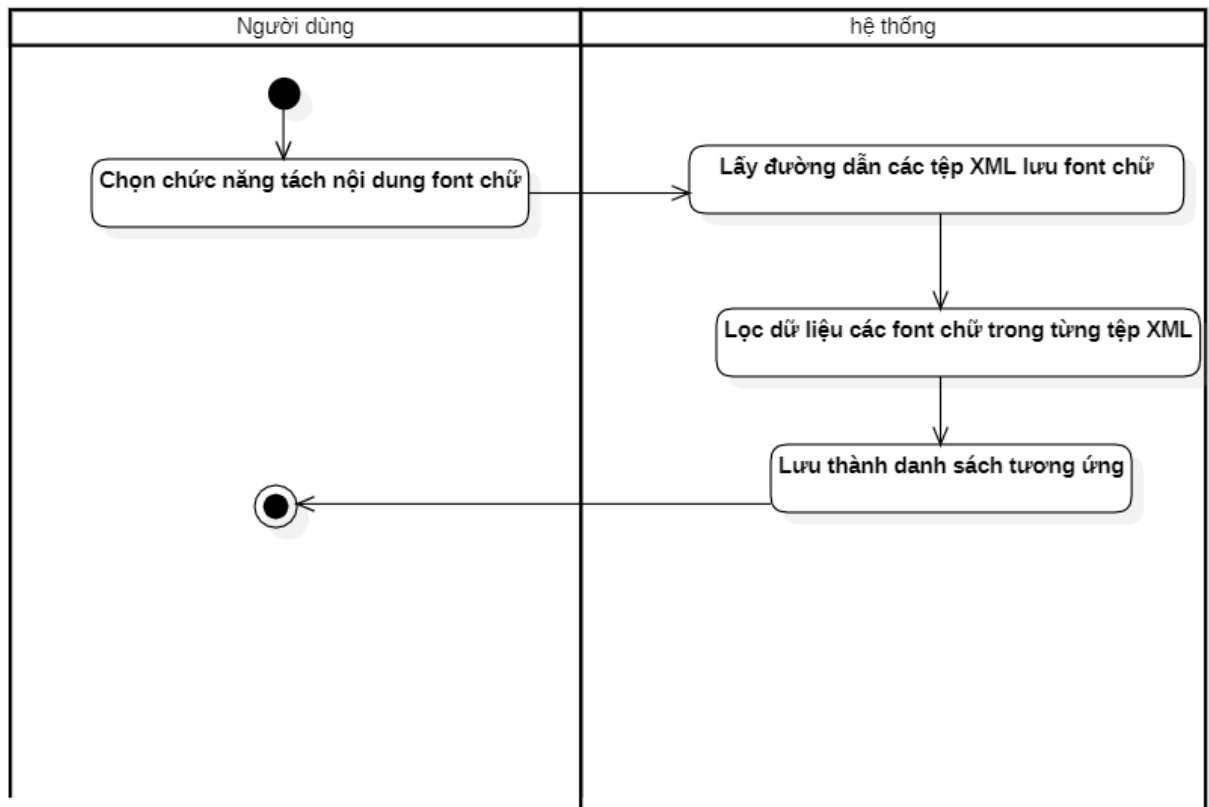 Người dùng
hệ thống
Chọn chức năng tách nội dung font chữ
Lấy đường dẫn các tệp XML lưu font chữ
Lọc dữ liệu các font chữ trong từng tệp XML
Lưu thành danh sách tương ứng